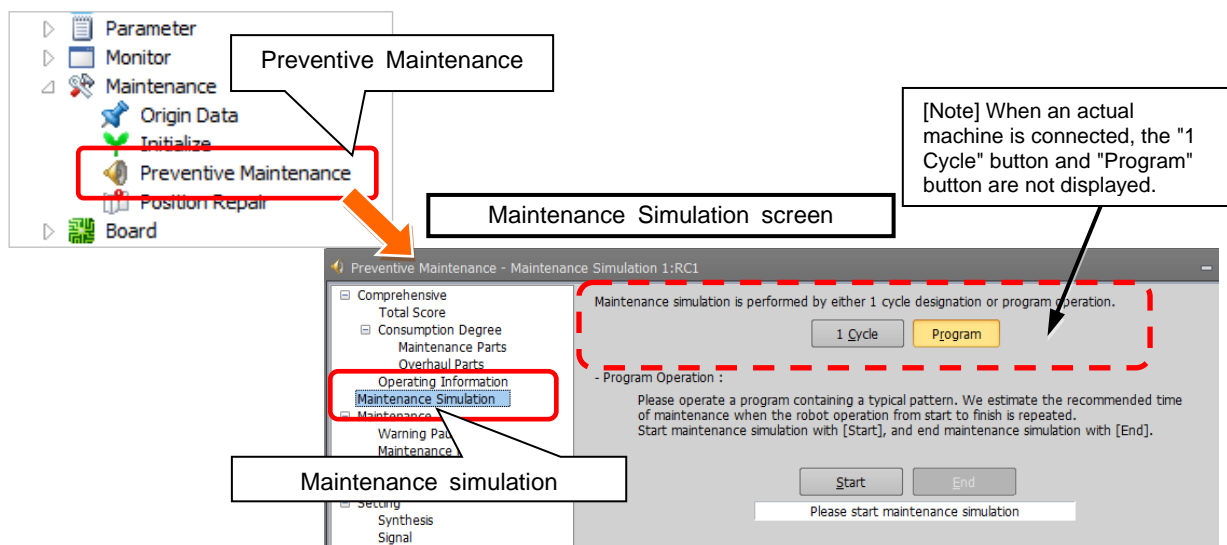 Parameter
Monitor
Maintenance
Origin Data
Initialize
Preventive Maintenance
Position Repair
Board
Preventive Maintenance
[Note] When an actual
machine is connected, the "1
Cycle" button and "Program"
button are not displayed.
Maintenance Simulation screen
Preventive Maintenance - Maintenance Simulation 1:RC1
Comprehensive
Total Score
Consumption Degree
Maintenance Parts
Overhaul Parts
Operating Information
Maintenance Simulation
Maintenance
Warning
Maintenance
Setting
Synthesis
Signal
Maintenance simulation
Maintenance simulation is performed by either 1 cycle designation or program operation.
1 Cycle
Program
- Program Operation :
Please operate a program containing a typical pattern. We estimate the recommended time
of maintenance when the robot operation from start to finish is repeated.
Start maintenance simulation with [Start], and end maintenance simulation with [End].
Start
End
Please start maintenance simulation